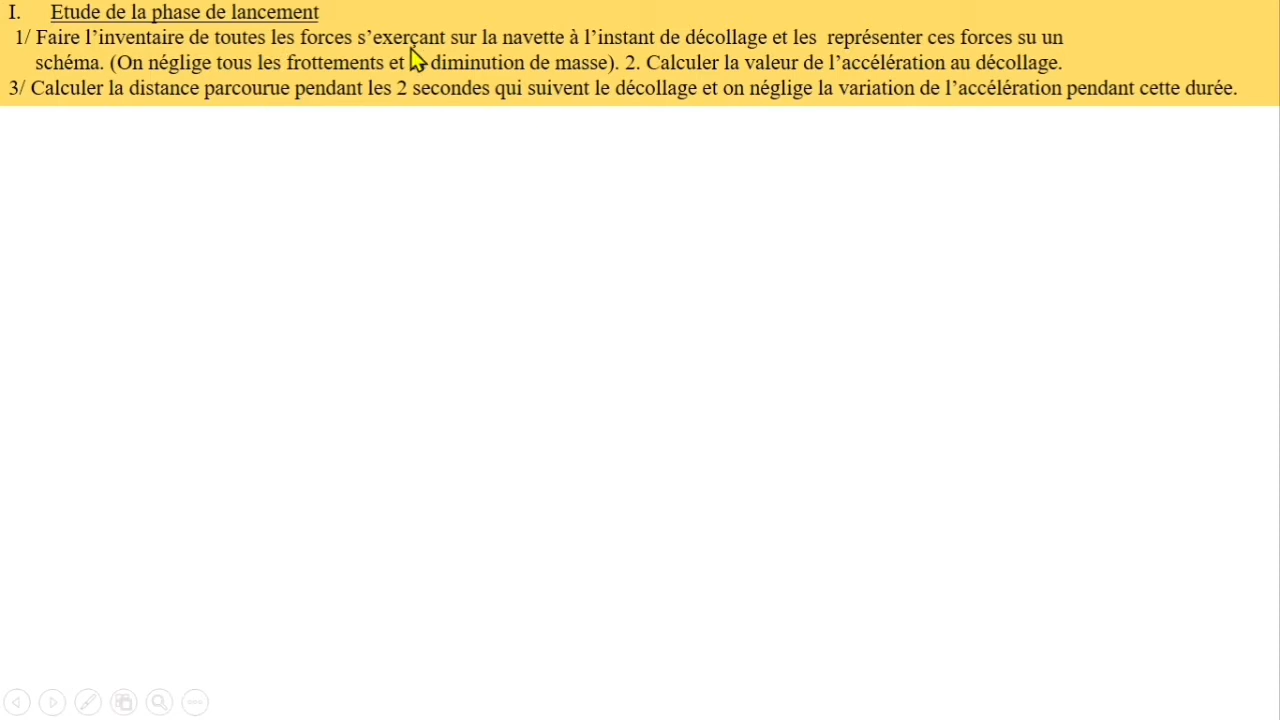 I. Etude de la phase de lancement
1/ Faire l’inventaire de toutes les forces s’exerçant sur la navette à l’instant de décollage et les représenter ces forces su un
schéma. (On néglige tous les frottements et diminution de masse). 2. Calculer la valeur de l’accélération au décollage.
3/ Calculer la distance parcourue pendant les 2 secondes qui suivent le décollage et on néglige la variation de l’accélération pendant cette durée.